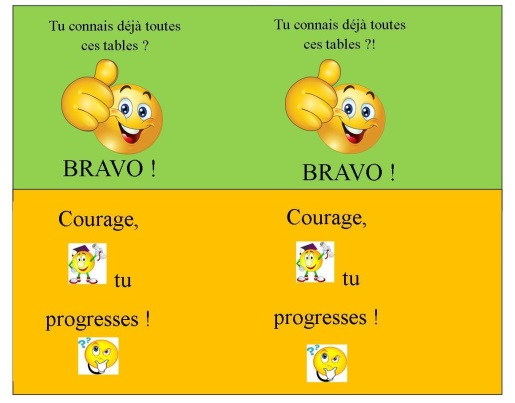 Tu connais déjà toutes
ces tables ?
BRAVO !
Tu connais déjà toutes
ces tables ?!
BRAVO !
Courage,
tu
progresses !
??
Courage,
tu
progresses !
??